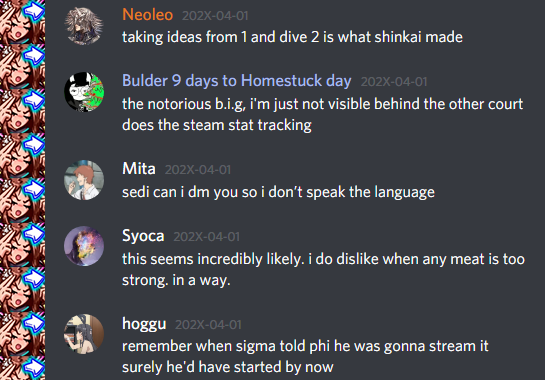 Neoleo 202X-04-01
taking ideas from 1 and dive 2 is what shinkai made
Bulder 9 days to Homestuck day 202X-04-01
the notorious b.i.g, i'm just not visible behind the other court
does the steam stat tracking
Mita 202X-04-01
sedi can i dm you so i don't speak the language
Syoca 202X-04-01
this seems incredibly likely. i do dislike when any meat is too
strong. in a way.
hoggu 202X-04-01
remember when sigma told phi he was gonna stream it
surely he'd have started by now